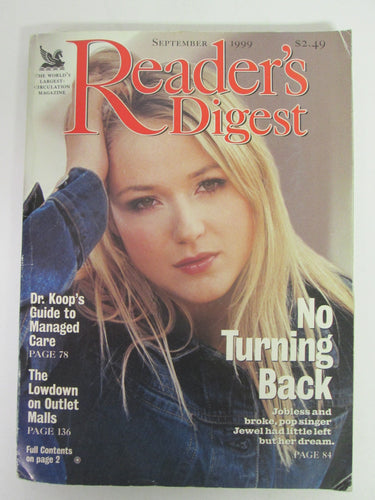 SEPTEMBER 1999 $2.49
THE WORLD'S
LARGEST-
CIRCULATION
MAGAZINE
Reader's
Digest
Dr. Koop's
Guide to
Managed
Care
PAGE 78
The
Lowdown
on Outlet
Malls
PAGE 136
Full Contents
on page 2
No
Turning
Back
Jobless and
broke, pop singer
Jewel had little left
but her dream.
PAGE 84